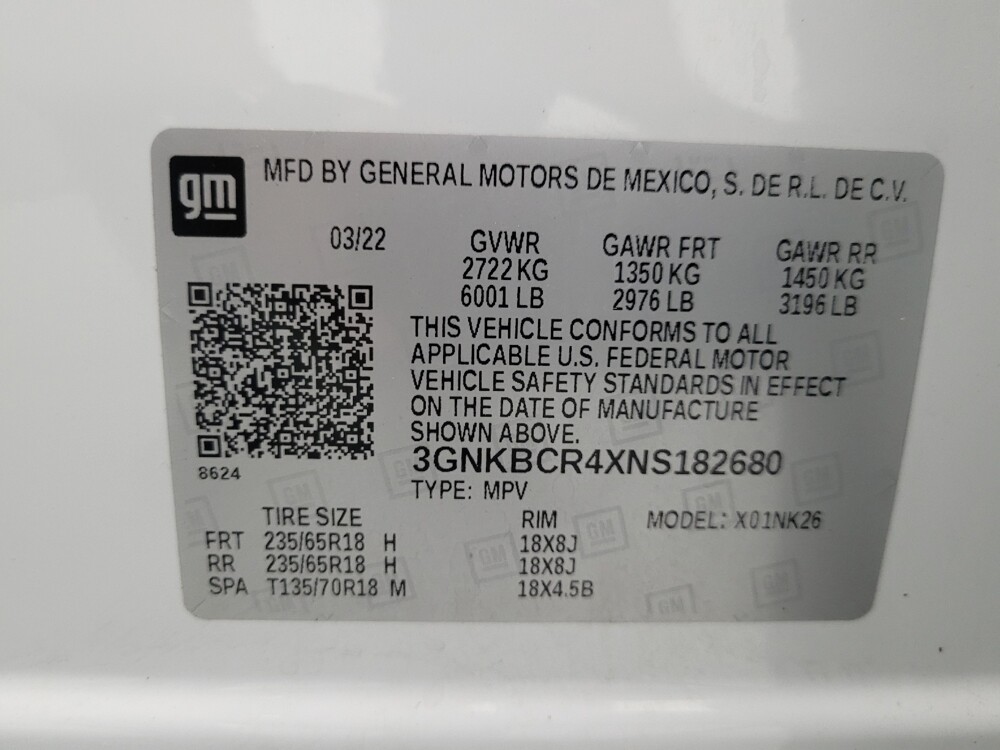 gm
MFD BY GENERAL MOTORS DE MEXICO, S. DE R.L. DE C.V.
03/22 GVWR GAWR FRT GAWR RR
2722 KG 1350 KG 1450 KG
6001 LB 2976 LB 3196 LB
THIS VEHICLE CONFORMS TO ALL
APPLICABLE U.S. FEDERAL MOTOR
VEHICLE SAFETY STANDARDS IN EFFECT
ON THE DATE OF MANUFACTURE
SHOWN ABOVE.
8624
3GNKBCR4XNS182680
TYPE: MPV
TIRE SIZE RIM MODEL: X01NK26
FRT 235/65R18 H 18X8J
RR 235/65R18 H 18X8J
SPA T135/70R18 M 18X4.5B